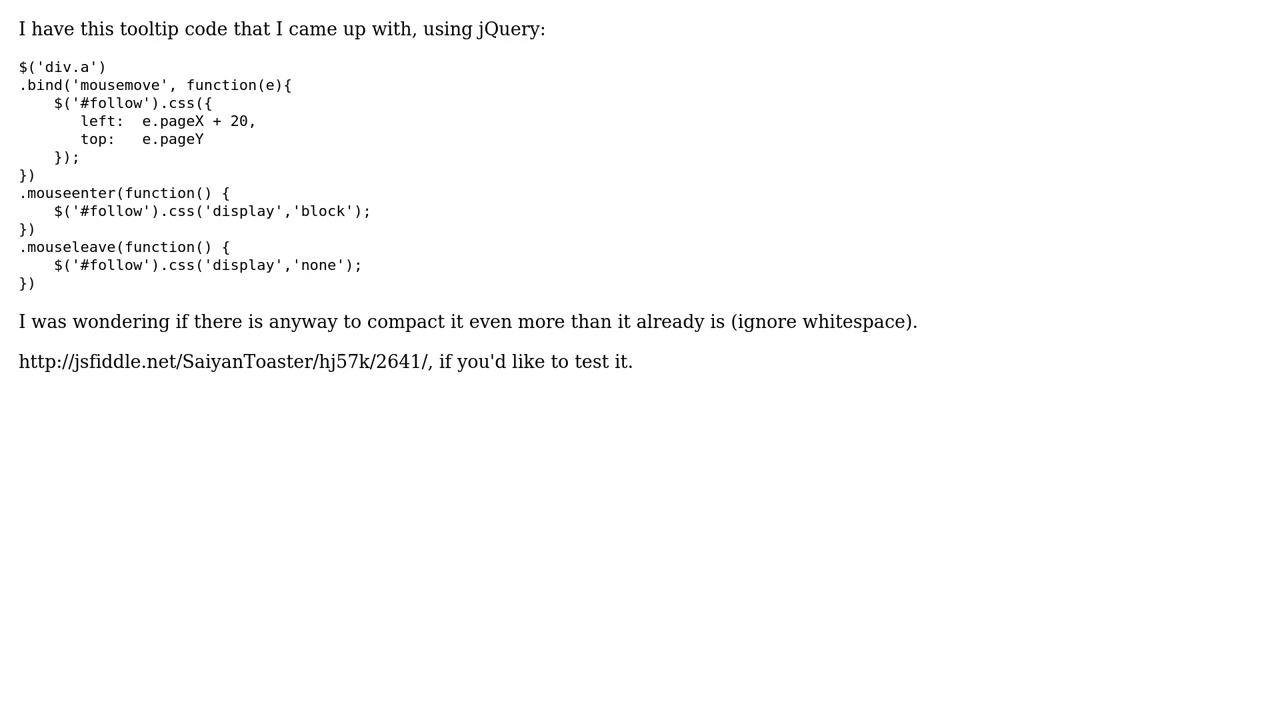 I have this tooltip code that I came up with, using jQuery:
$('div.a')
.bind('mousemove', function(e){
    $('#follow').css({
       left:  e.pageX + 20,
       top:   e.pageY
    });
})
.mouseenter(function() {
    $('#follow').css('display','block');
})
.mouseleave(function() {
    $('#follow').css('display','none');
})
I was wondering if there is anyway to compact it even more than it already is (ignore whitespace).
http://jsfiddle.net/SaiyanToaster/hj57k/2641/, if you'd like to test it.